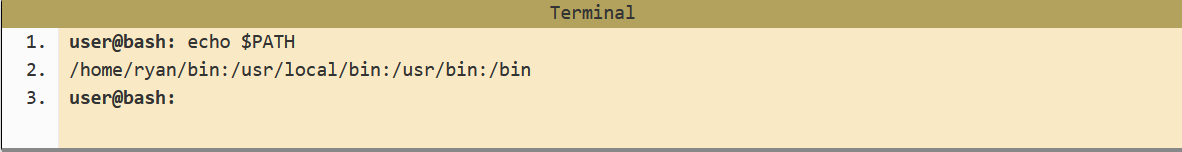 Terminal
1. user@bash: echo $PATH
2. /home/ryan/bin:/usr/local/bin:/usr/bin:/bin
3. user@bash: